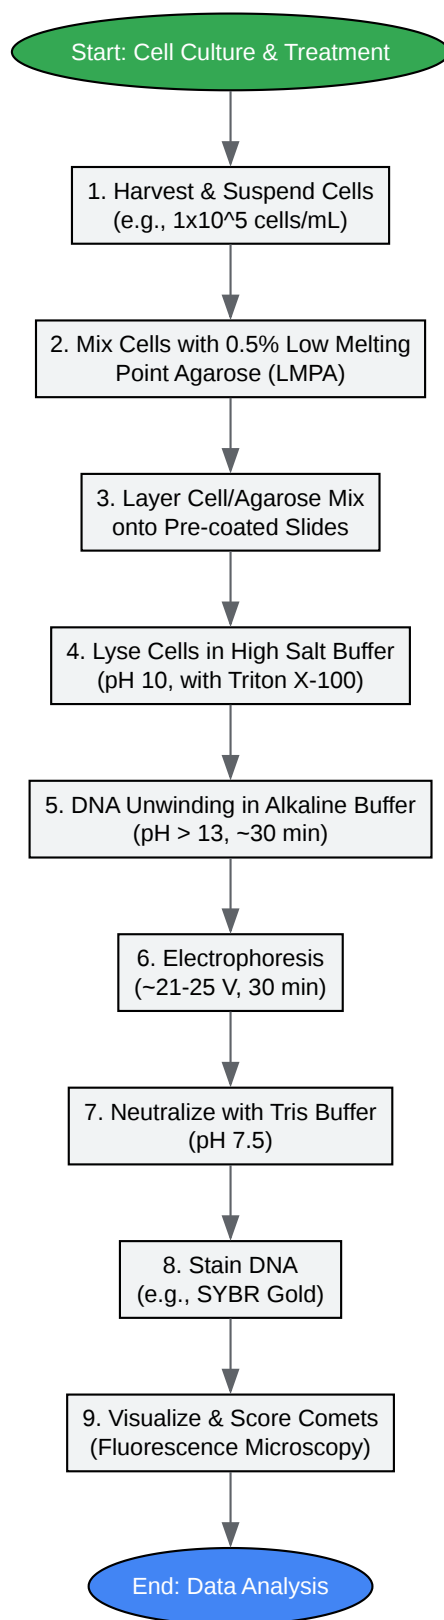 Start: Cell Culture & Treatment
1. Harvest & Suspend Cells
(e.g., 1x10^5 cells/mL)
2. Mix Cells with 0.5% Low Melting
Point Agarose (LMPA)
3. Layer Cell/Agarose Mix
onto Pre-coated Slides
4. Lyse Cells in High Salt Buffer
(pH 10, with Triton X-100)
5. DNA Unwinding in Alkaline Buffer
(pH > 13, ~30 min)
6. Electrophoresis
(~21-25 V, 30 min)
7. Neutralize with Tris Buffer
(pH 7.5)
8. Stain DNA
(e.g., SYBR Gold)
9. Visualize & Score Comets
(Fluorescence Microscopy)
End: Data Analysis